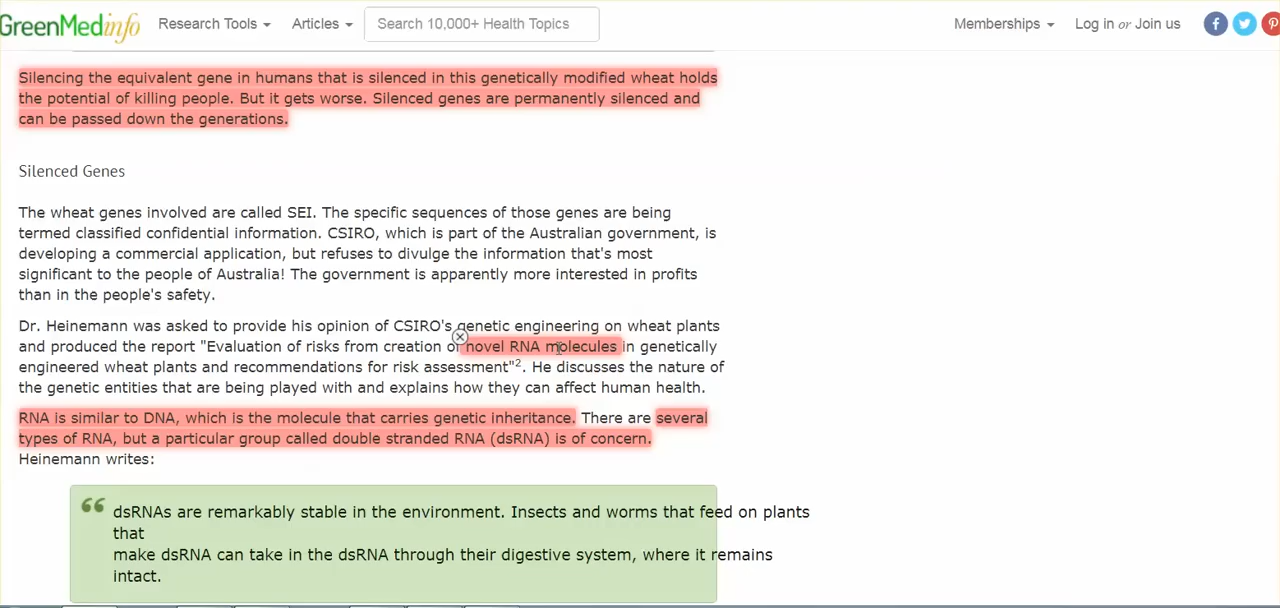 GreenMedinfo Research Tools Articles Search 10,000+ Health Topics Memberships Log in or Join us
Silencing the equivalent gene in humans that is silenced in this genetically modified wheat holds
the potential of killing people. But it gets worse. Silenced genes are permanently silenced and
can be passed down the generations.
Silenced Genes
The wheat genes involved are called SEI. The specific sequences of those genes are being
termed classified confidential information. CSIRO, which is part of the Australian government, is
developing a commercial application, but refuses to divulge the information that's most
significant to the people of Australia! The government is apparently more interested in profits
than in the people's safety.
Dr. Heinemann was asked to provide his opinion of CSIRO's genetic engineering on wheat plants
and produced the report "Evaluation of risks from creation of novel RNA molecules in genetically
engineered wheat plants and recommendations for risk assessment"2. He discusses the nature of
the genetic entities that are being played with and explains how they can affect human health.
RNA is similar to DNA, which is the molecule that carries genetic inheritance. There are several
types of RNA, but a particular group called double stranded RNA (dsRNA) is of concern.
Heinemann writes:
dsRNAs are remarkably stable in the environment. Insects and worms that feed on plants
that
make dsRNA can take in the dsRNA through their digestive system, where it remains
intact.